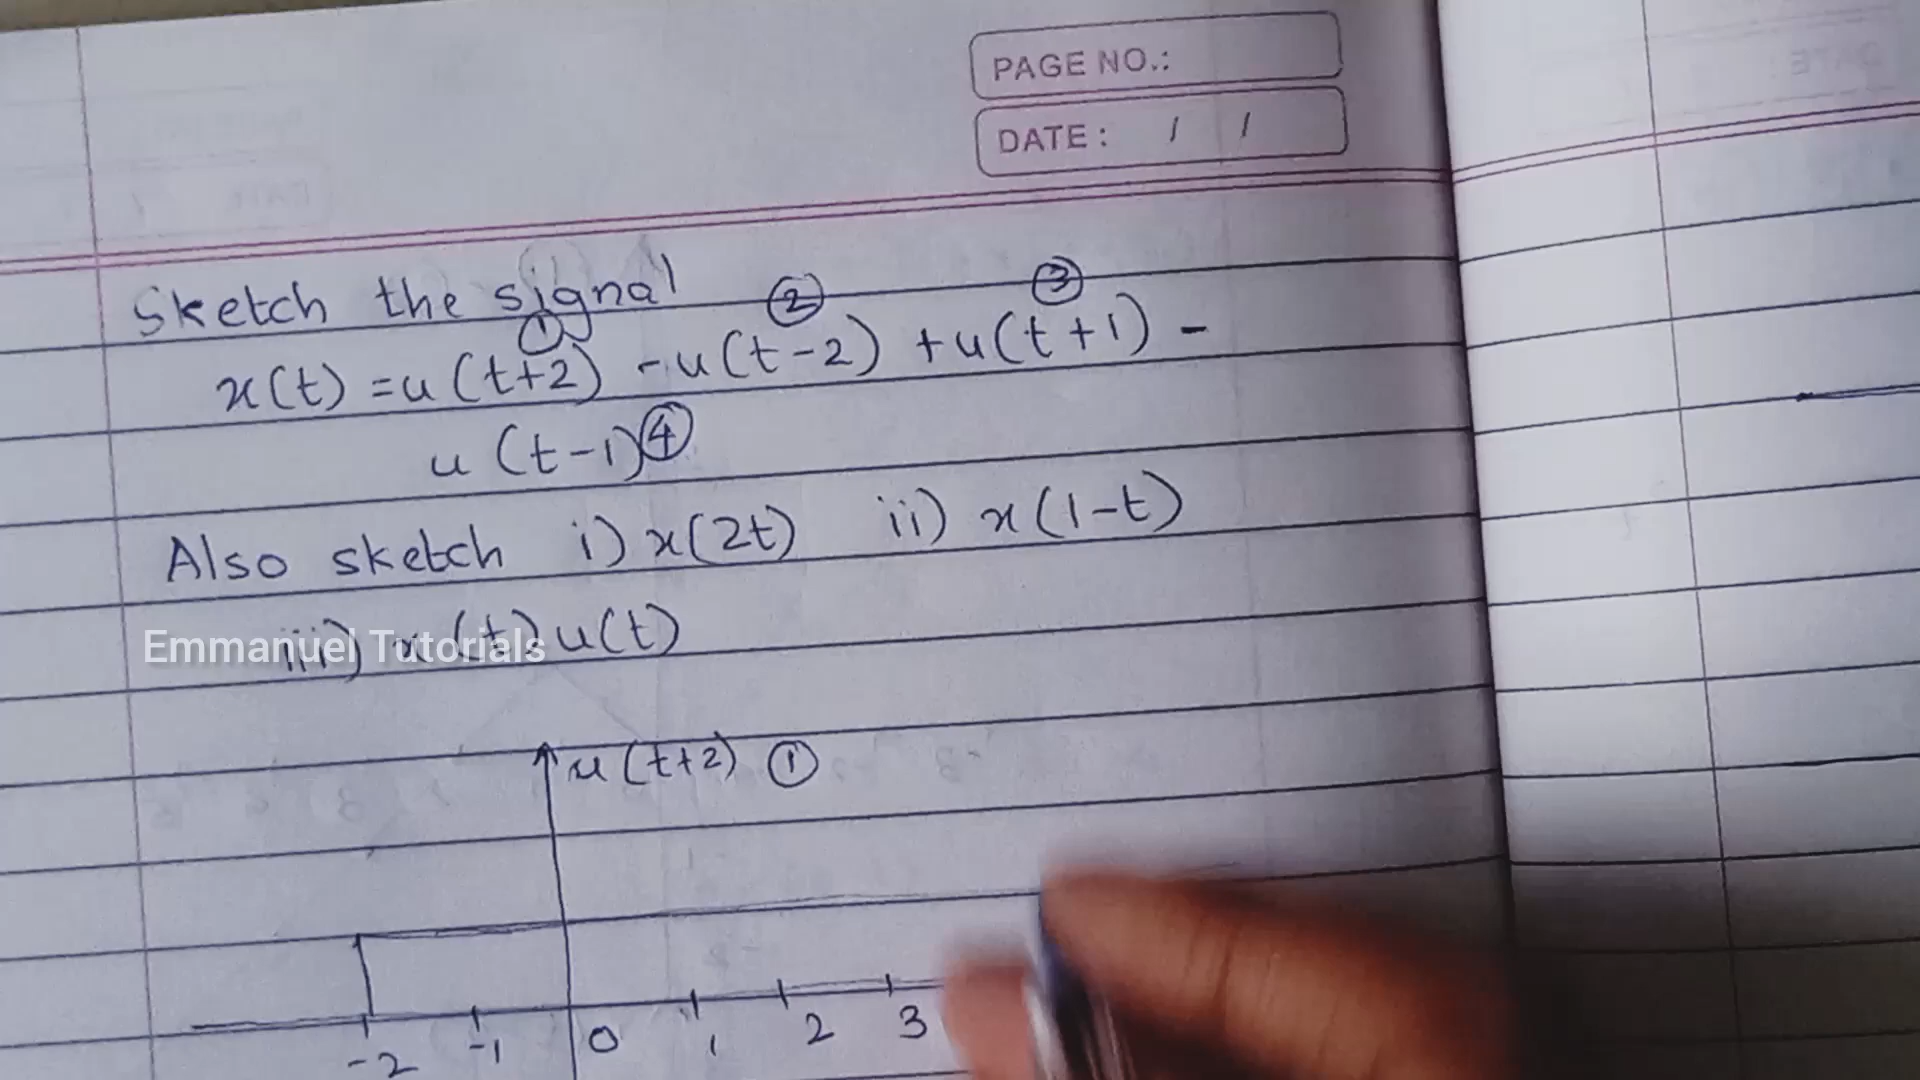 PAGE NO.:
DATE: / /
Sketch the signal
① ② ③
x(t) = u(t+2) - u(t-2) + u(t+1) -
u(t-1) ④
Also sketch i) x(2t) ii) x(1-t)
iii) x(t) u(t)
Emmanuel Tutorials
u(t+2) ①
-2 -1 0 1 2 3